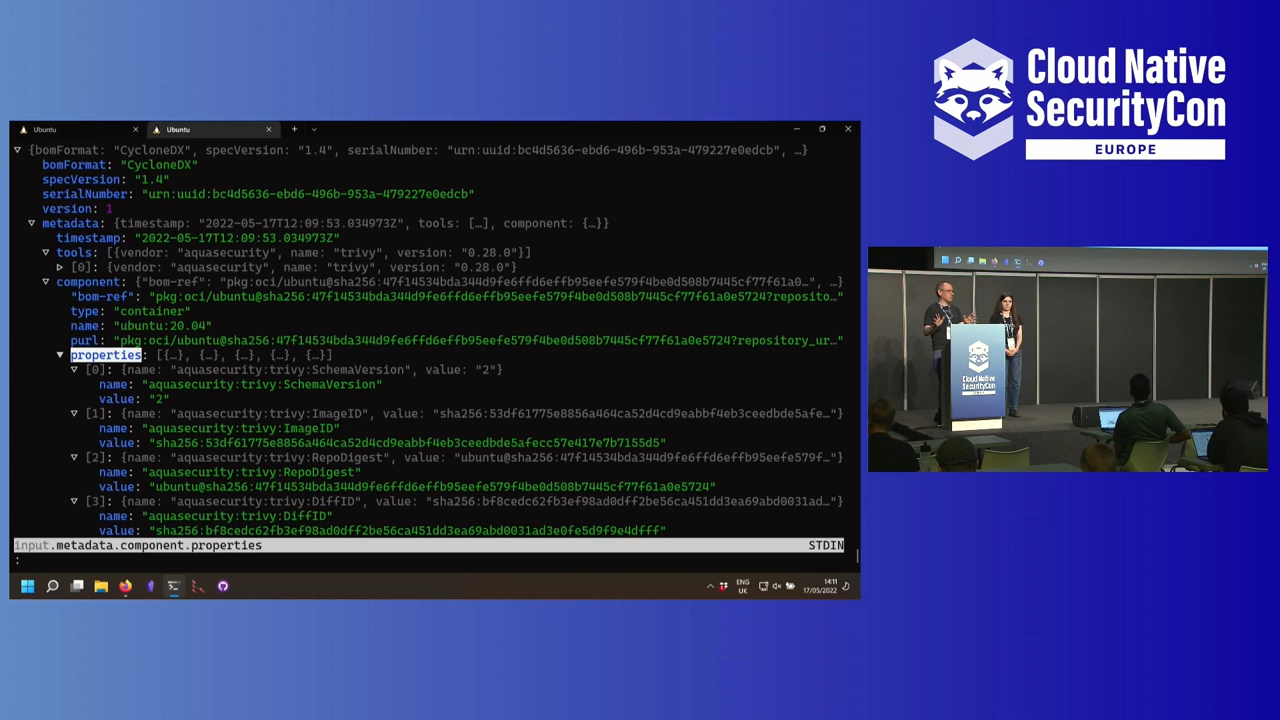 Cloud Native
SecurityCon
EUROPE
Ubuntu
Ubuntu
{bomFormat: "CycloneDX", specVersion: "1.4", serialNumber: "urn:uuid:bc4d5636-ebd6-496b-953a-479227e0edcb", …}
bomFormat: "CycloneDX"
specVersion: "1.4"
serialNumber: "urn:uuid:bc4d5636-ebd6-496b-953a-479227e0edcb"
version: 1
metadata: {timestamp: "2022-05-17T12:09:53.034973Z", tools: […], component: {…}}
timestamp: "2022-05-17T12:09:53.034973Z"
tools: [{vendor: "aquasecurity", name: "trivy", version: "0.28.0"}]
[0]: {vendor: "aquasecurity", name: "trivy", version: "0.28.0"}
component: {"bom-ref": "pkg:oci/ubuntu@sha256:47f14534bda344d9fe6ffd6effb95eefe579f4be0d508b7445cf77f61a0…", …}
"bom-ref": "pkg:oci/ubuntu@sha256:47f14534bda344d9fe6ffd6effb95eefe579f4be0d508b7445cf77f61a0e5724?reposito…"
type: "container"
name: "ubuntu:20.04"
purl: "pkg:oci/ubuntu@sha256:47f14534bda344d9fe6ffd6effb95eefe579f4be0d508b7445cf77f61a0e5724?repository_ur…"
properties: [{…}, {…}, {…}, {…}, {…}]
[0]: {name: "aquasecurity:trivy:SchemaVersion", value: "2"}
name: "aquasecurity:trivy:SchemaVersion"
value: "2"
[1]: {name: "aquasecurity:trivy:ImageID", value: "sha256:53df61775e8856a464ca52d4cd9eabbf4eb3ceedbde5afe…"}
name: "aquasecurity:trivy:ImageID"
value: "sha256:53df61775e8856a464ca52d4cd9eabbf4eb3ceedbde5afecc57e417e7b7155d5"
[2]: {name: "aquasecurity:trivy:RepoDigest", value: "ubuntu@sha256:47f14534bda344d9fe6ffd6effb95eefe579f…"}
name: "aquasecurity:trivy:RepoDigest"
value: "ubuntu@sha256:47f14534bda344d9fe6ffd6effb95eefe579f4be0d508b7445cf77f61a0e5724"
[3]: {name: "aquasecurity:trivy:DiffID", value: "sha256:bf8cedc62fb3ef98ad0dff2be56ca451dd3ea69abd0031ad…"}
name: "aquasecurity:trivy:DiffID"
value: "sha256:bf8cedc62fb3ef98ad0dff2be56ca451dd3ea69abd0031ad3e0fe5d9f9e4dfff"
input.metadata.component.properties STDIN
:
ENG
UK
14:11
17/05/2022
Cloud Native
SecurityCon